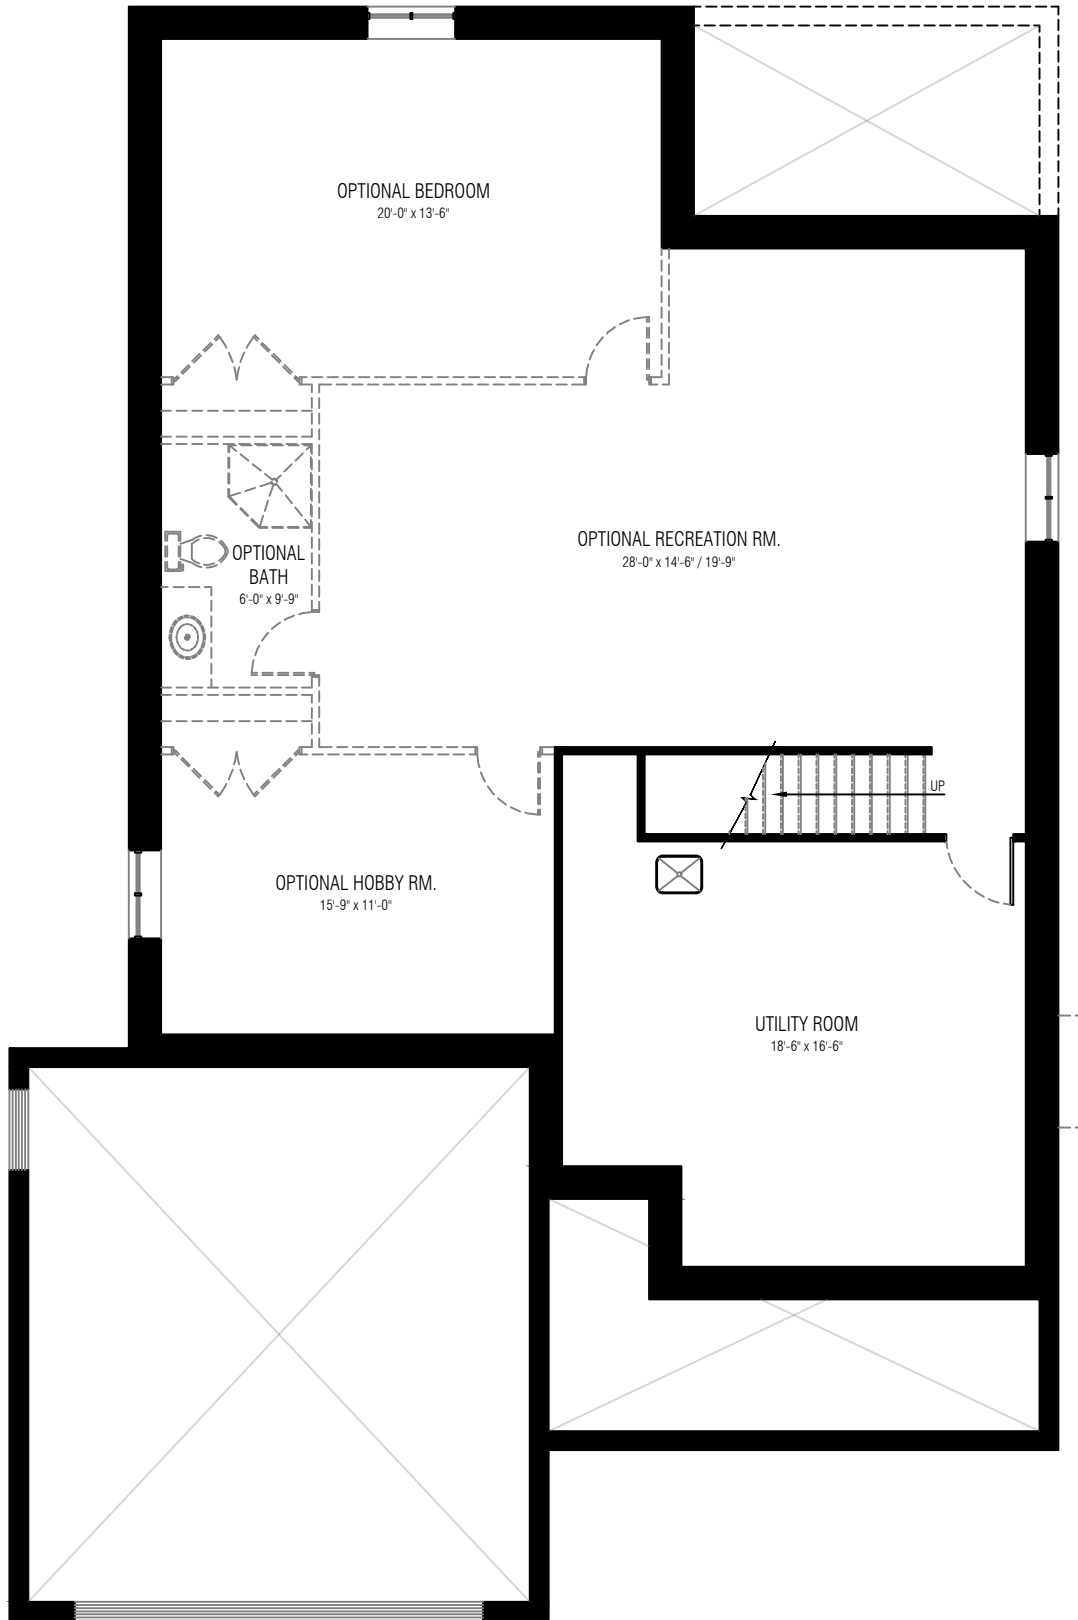 OPTIONAL BEDROOM
20'-0" x 13'-6"
OPTIONAL RECREATION RM.
28'-0" x 14'-6" / 19'-9"
OPTIONAL
BATH
6'-0" x 9'-9"
UP
OPTIONAL HOBBY RM.
15'-9" x 11'-0"
UTILITY ROOM
18'-6" x 16'-6"